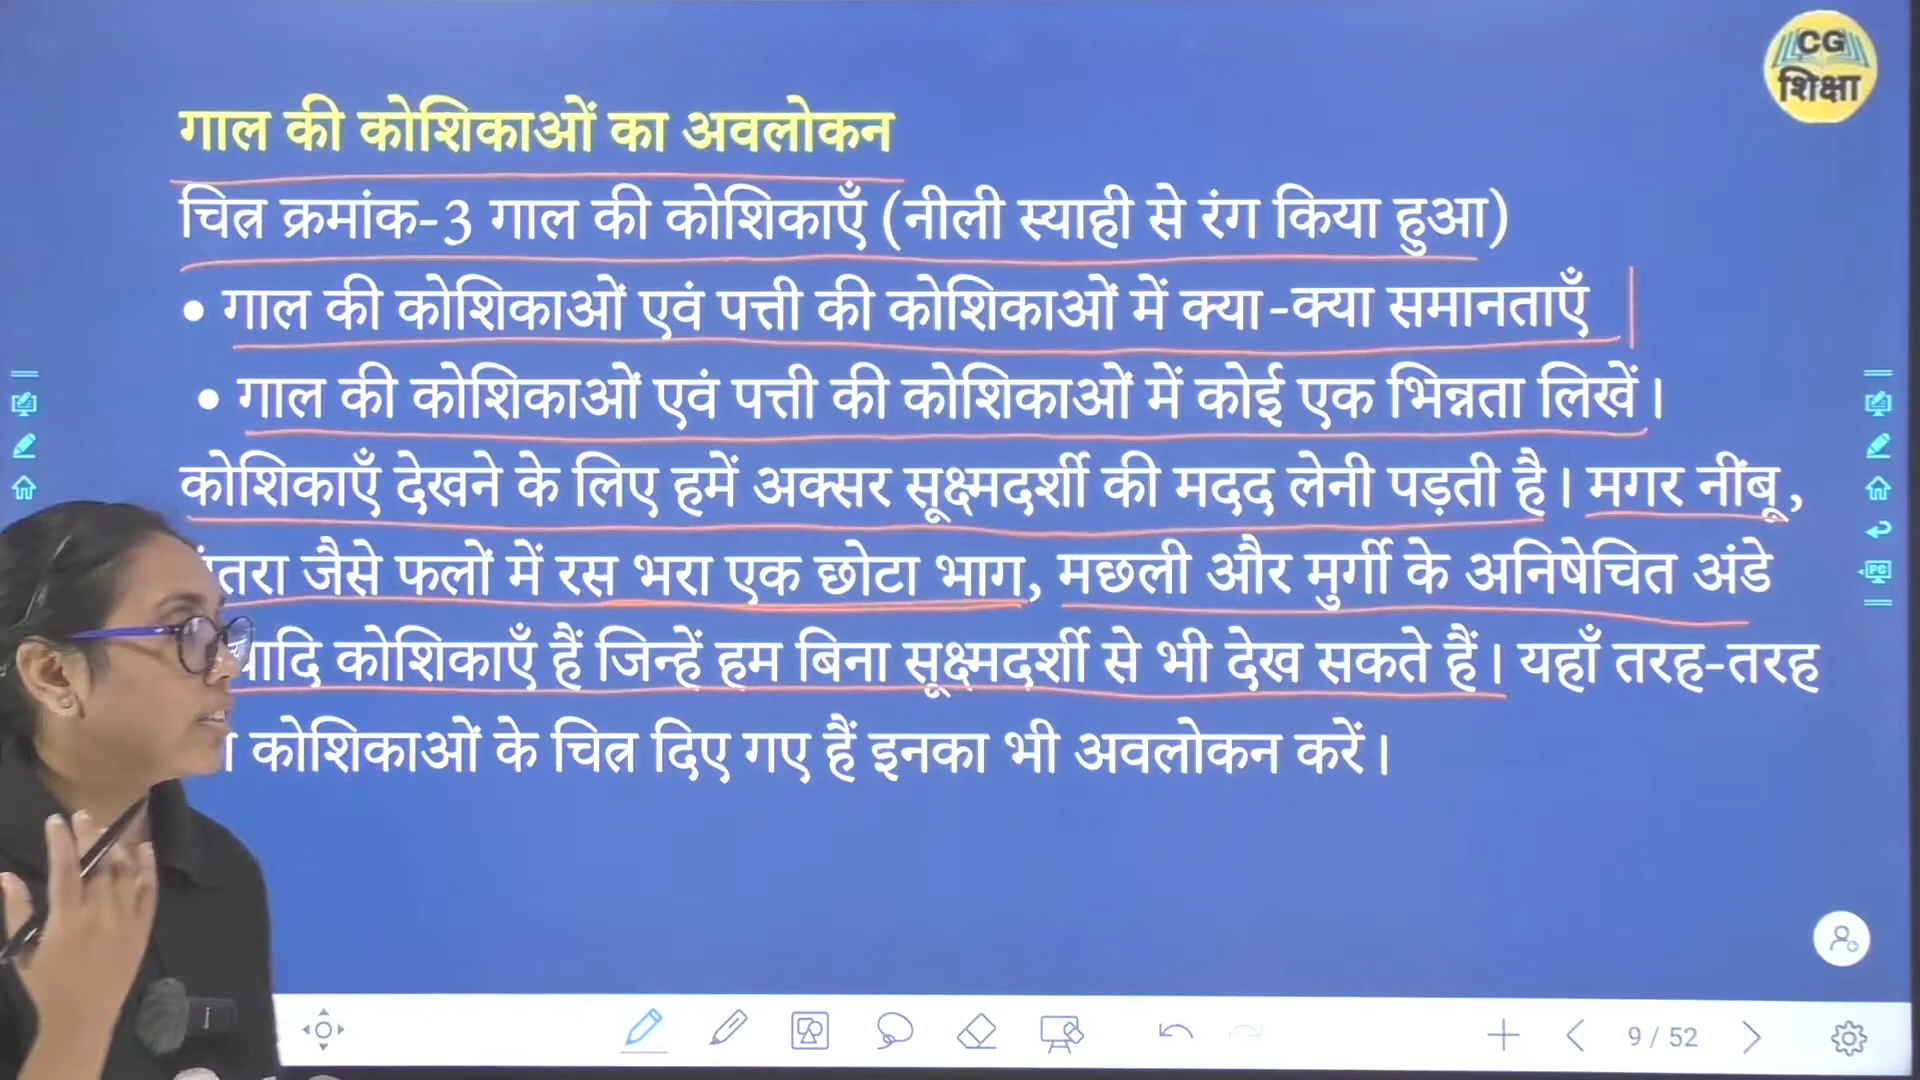 CG
शिक्षा
गाल की कोशिकाओं का अवलोकन
चित्र क्रमांक-3 गाल की कोशिकाएँ (नीली स्याही से रंग किया हुआ)
• गाल की कोशिकाओं एवं पत्ती की कोशिकाओं में क्या-क्या समानताएँ
• गाल की कोशिकाओं एवं पत्ती की कोशिकाओं में कोई एक भिन्नता लिखें।
कोशिकाएँ देखने के लिए हमें अक्सर सूक्ष्मदर्शी की मदद लेनी पड़ती है। मगर नींबू,
जैसे फलों में रस भरा एक छोटा भाग, मछली और मुर्गी के अनिषेचित अंडे
कोशिकाएँ हैं जिन्हें हम बिना सूक्ष्मदर्शी से भी देख सकते हैं। यहाँ तरह-तरह
कोशिकाओं के चित्र दिए गए हैं इनका भी अवलोकन करें।
9 / 52